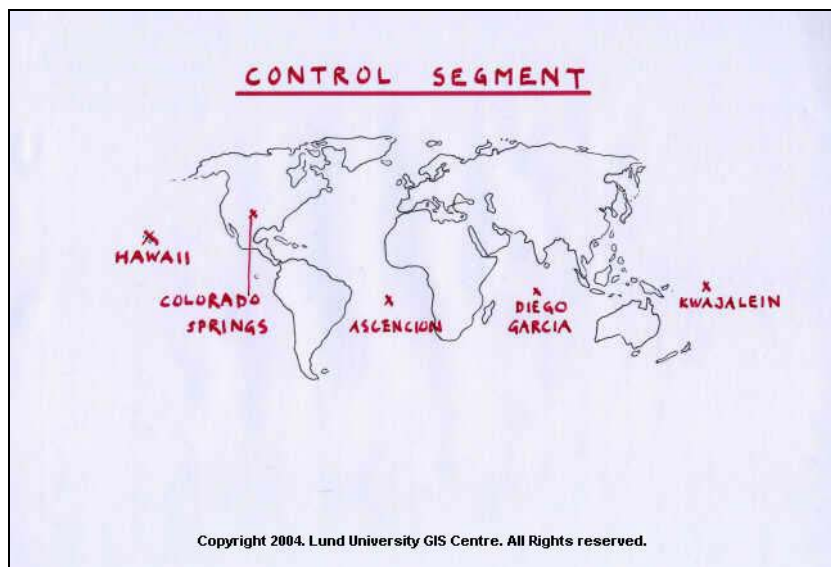 CONTROL SEGMENT
HAWAII
COLORADO
SPRINGS
ASCENCION
DIEGO
GARCIA
KWAJALEIN
Copyright 2004. Lund University GIS Centre. All Rights reserved.